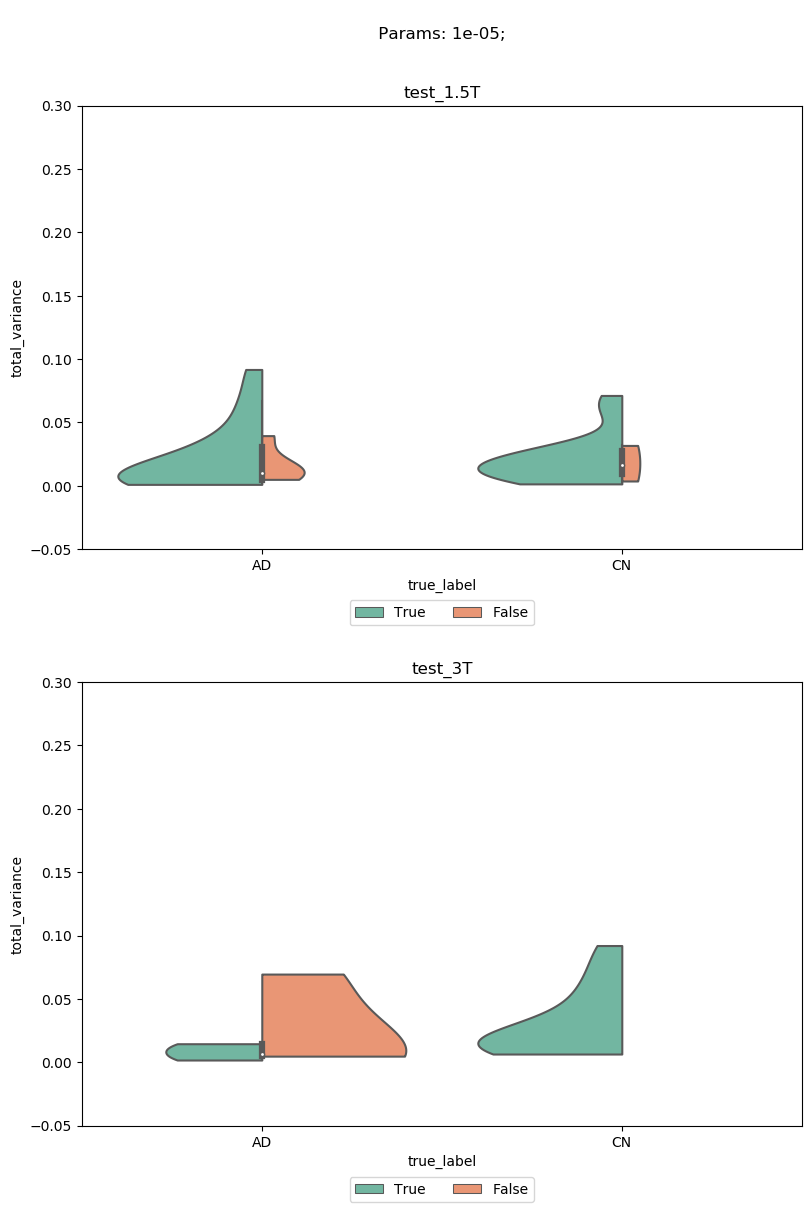 Params: 1e-05;
test_1.5T
0.30
0.25
0.20
0.15
0.10
0.05
0.00
−0.05
total_variance
AD CN
true_label
True False
test_3T
0.30
0.25
0.20
0.15
0.10
0.05
0.00
−0.05
total_variance
AD CN
true_label
True False